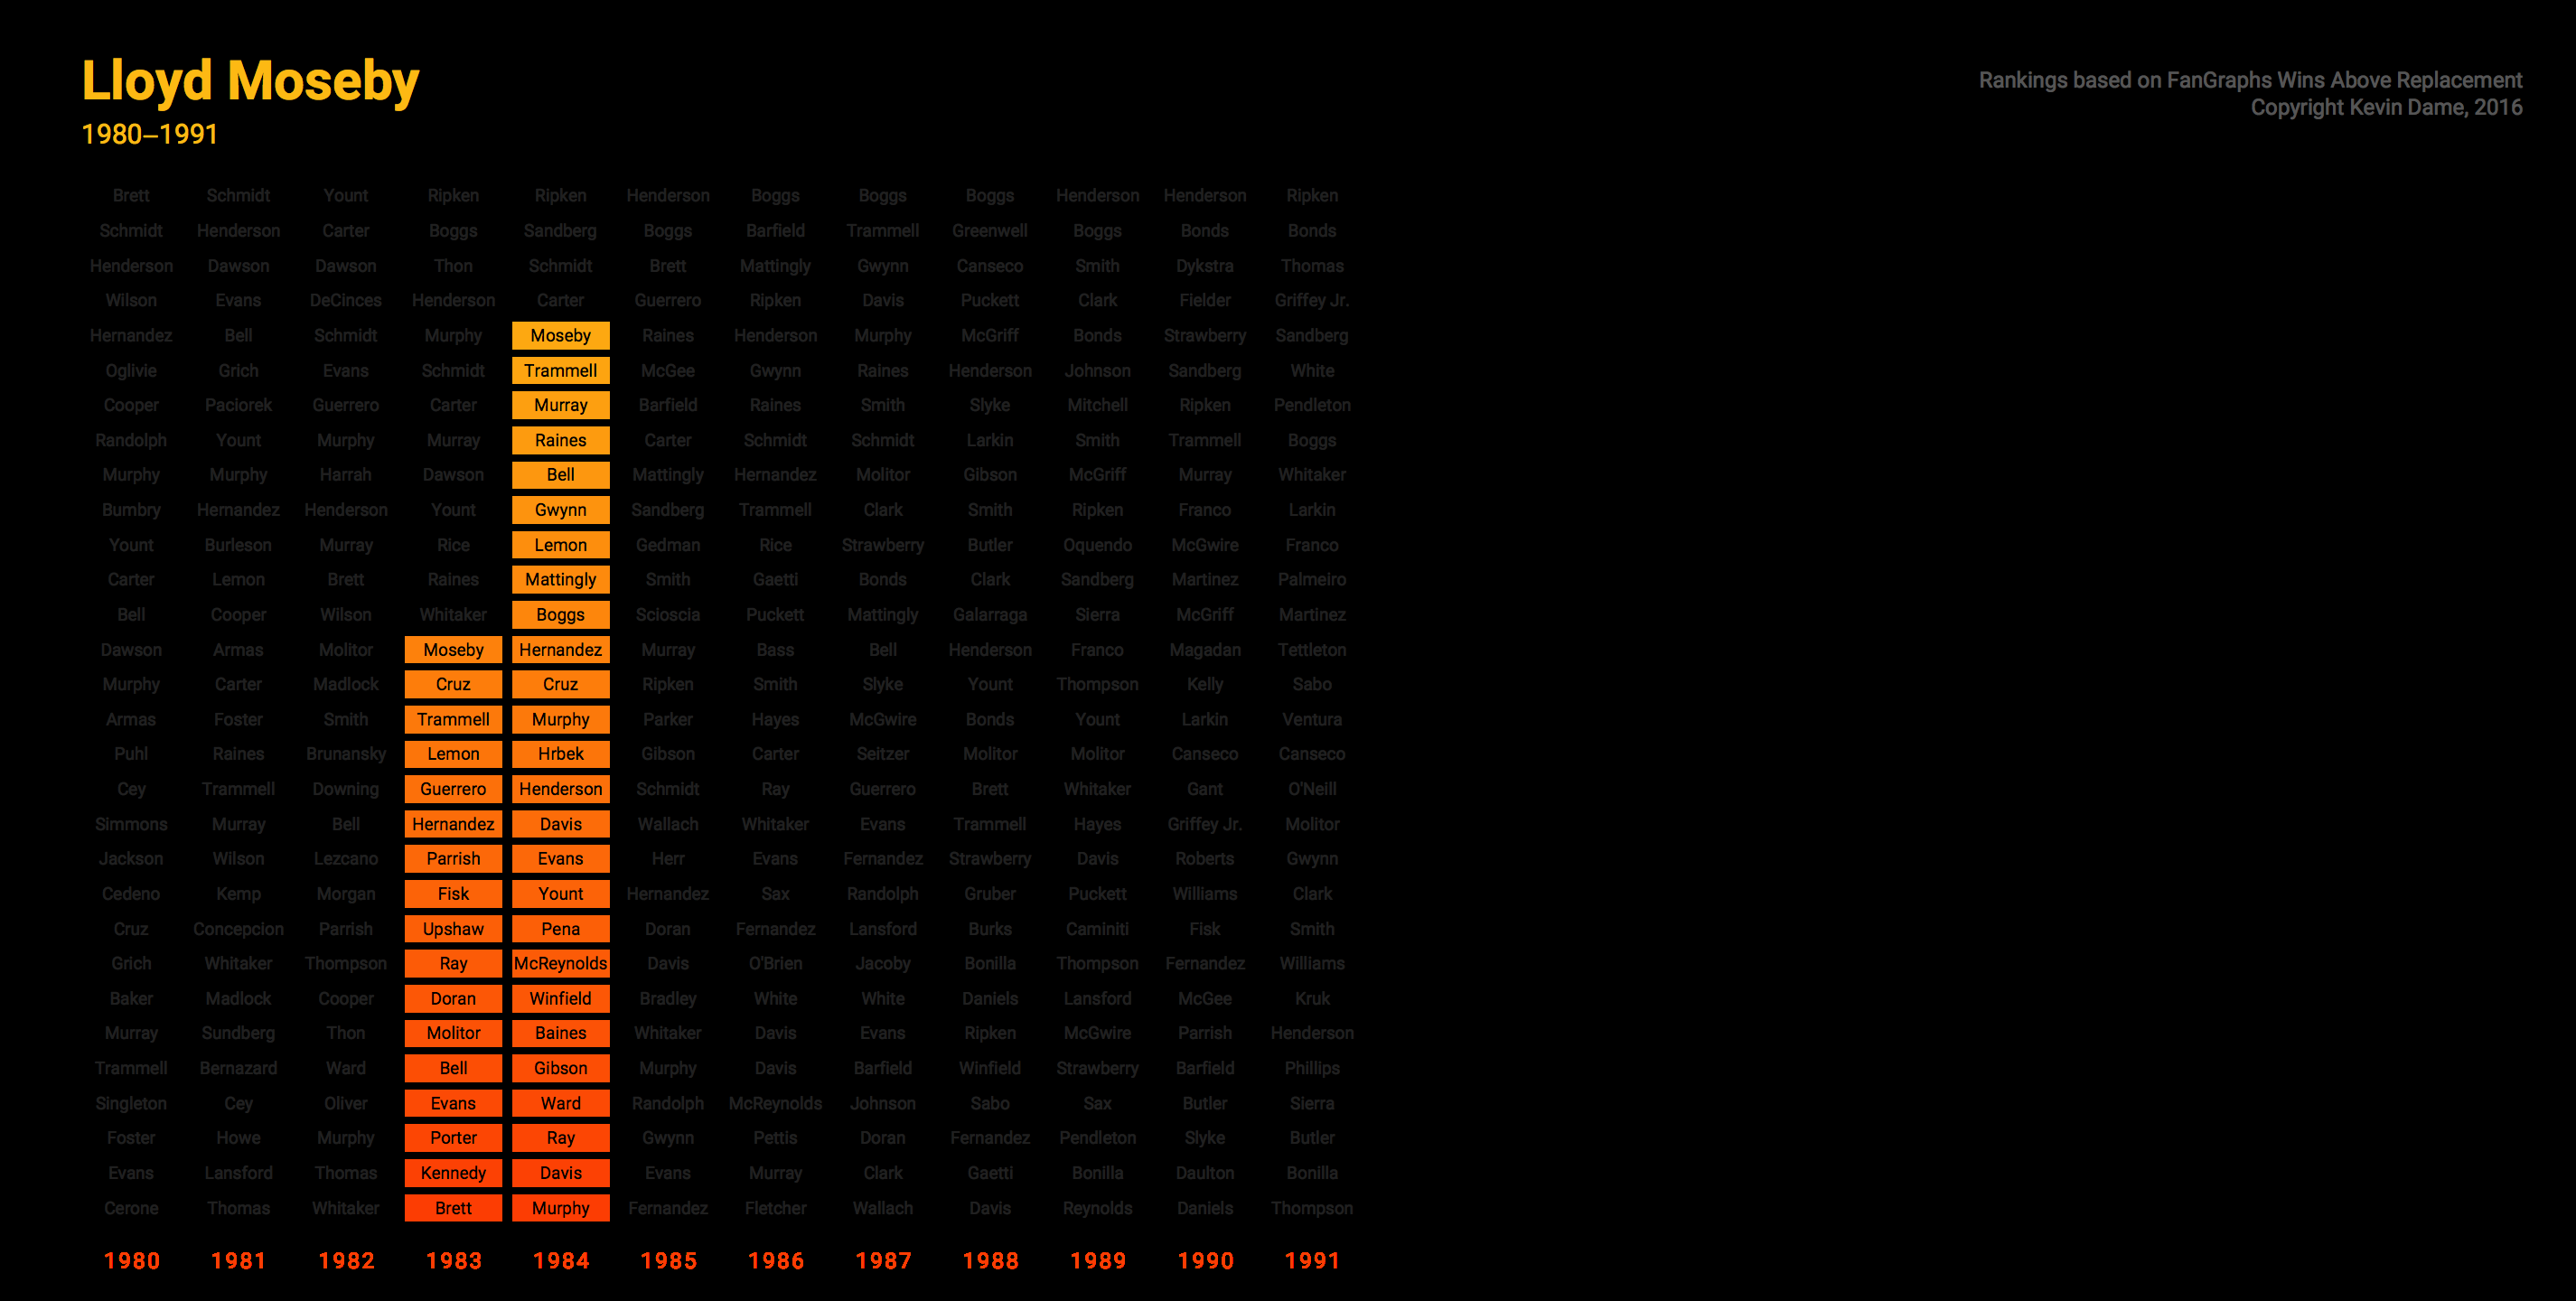 Lloyd Moseby
1980–1991
Rankings based on FanGraphs Wins Above Replacement
Copyright Kevin Dame, 2016
Brett Schmidt Yount Ripken Ripken Henderson Boggs Boggs Boggs Henderson Henderson Ripken
Schmidt Henderson Carter Boggs Sandberg Boggs Barfield Trammell Greenwell Boggs Bonds Bonds
Henderson Dawson Dawson Thon Schmidt Brett Mattingly Gwynn Canseco Smith Dykstra Thomas
Wilson Evans DeCinces Henderson Carter Guerrero Ripken Davis Puckett Clark Fielder Griffey Jr.
Hernandez Bell Schmidt Murphy Moseby Raines Henderson Murphy McGriff Bonds Strawberry Sandberg
Oglivie Grich Evans Schmidt Trammell McGee Gwynn Raines Henderson Johnson Sandberg White
Cooper Paciorek Guerrero Carter Murray Barfield Raines Smith Slyke Mitchell Ripken Pendleton
Randolph Yount Murphy Murray Raines Carter Schmidt Schmidt Larkin Smith Trammell Boggs
Murphy Murphy Harrah Dawson Bell Mattingly Hernandez Molitor Gibson McGriff Murray Whitaker
Bumbry Hernandez Henderson Yount Gwynn Sandberg Trammell Clark Smith Ripken Franco Larkin
Yount Burleson Murray Rice Lemon Gedman Rice Strawberry Butler Oquendo McGwire Franco
Carter Lemon Brett Raines Mattingly Smith Gaetti Bonds Clark Sandberg Martinez Palmeiro
Bell Cooper Wilson Whitaker Boggs Scioscia Puckett Mattingly Galarraga Sierra McGriff Martinez
Dawson Armas Molitor Moseby Hernandez Murray Bass Bell Henderson Franco Magadan Tettleton
Murphy Carter Madlock Cruz Cruz Ripken Smith Slyke Yount Thompson Kelly Sabo
Armas Foster Smith Trammell Murphy Parker Hayes McGwire Bonds Yount Larkin Ventura
Puhl Raines Brunansky Lemon Hrbek Gibson Carter Seitzer Molitor Molitor Canseco Canseco
Cey Trammell Downing Guerrero Henderson Schmidt Ray Guerrero Brett Whitaker Gant O'Neill
Simmons Murray Bell Hernandez Davis Wallach Whitaker Evans Trammell Hayes Griffey Jr. Molitor
Jackson Wilson Lezcano Parrish Evans Herr Evans Fernandez Strawberry Davis Roberts Gwynn
Cedeno Kemp Morgan Fisk Yount Hernandez Sax Randolph Gruber Puckett Williams Clark
Cruz Concepcion Parrish Upshaw Pena Doran Fernandez Lansford Burks Caminiti Fisk Smith
Grich Whitaker Thompson Ray McReynolds Davis O'Brien Jacoby Bonilla Thompson Fernandez Williams
Baker Madlock Cooper Doran Winfield Bradley White White Daniels Lansford McGee Kruk
Murray Sundberg Thon Molitor Baines Whitaker Davis Evans Ripken McGwire Parrish Henderson
Trammell Bernazard Ward Bell Gibson Murphy Davis Barfield Winfield Strawberry Barfield Phillips
Singleton Cey Oliver Evans Ward Randolph McReynolds Johnson Sabo Sax Butler Sierra
Foster Howe Murphy Porter Ray Gwynn Pettis Doran Fernandez Pendleton Slyke Butler
Evans Lansford Thomas Kennedy Davis Evans Murray Clark Gaetti Bonilla Daulton Bonilla
Cerone Thomas Whitaker Brett Murphy Fernandez Fletcher Wallach Davis Reynolds Daniels Thompson
1980 1981 1982 1983 1984 1985 1986 1987 1988 1989 1990 1991